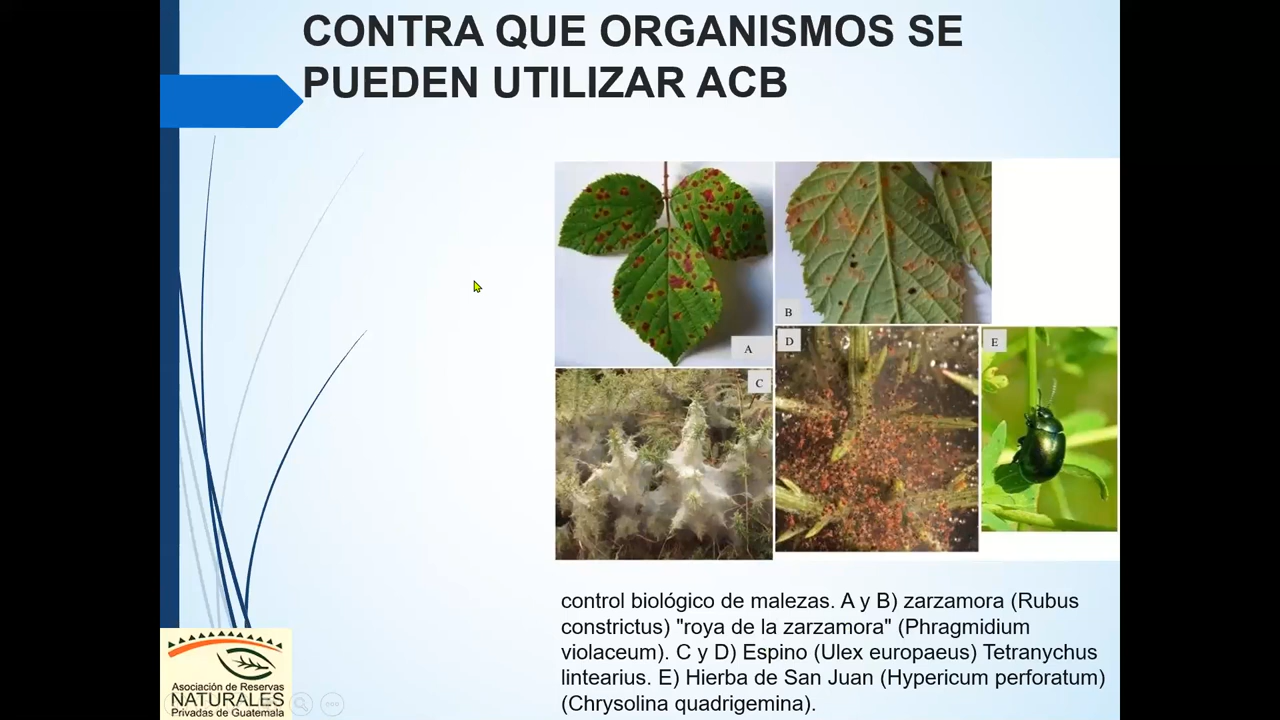 CONTRA QUE ORGANISMOS SE
PUEDEN UTILIZAR ACB
A
B
C
D
E
control biológico de malezas. A y B) zarzamora (Rubus
constrictus) "roya de la zarzamora" (Phragmidium
violaceum). C y D) Espino (Ulex europaeus) Tetranychus
lintearius. E) Hierba de San Juan (Hypericum perforatum)
(Chrysolina quadrigemina).
Asociación de Reservas
NATURALES
Privadas de Guatemala